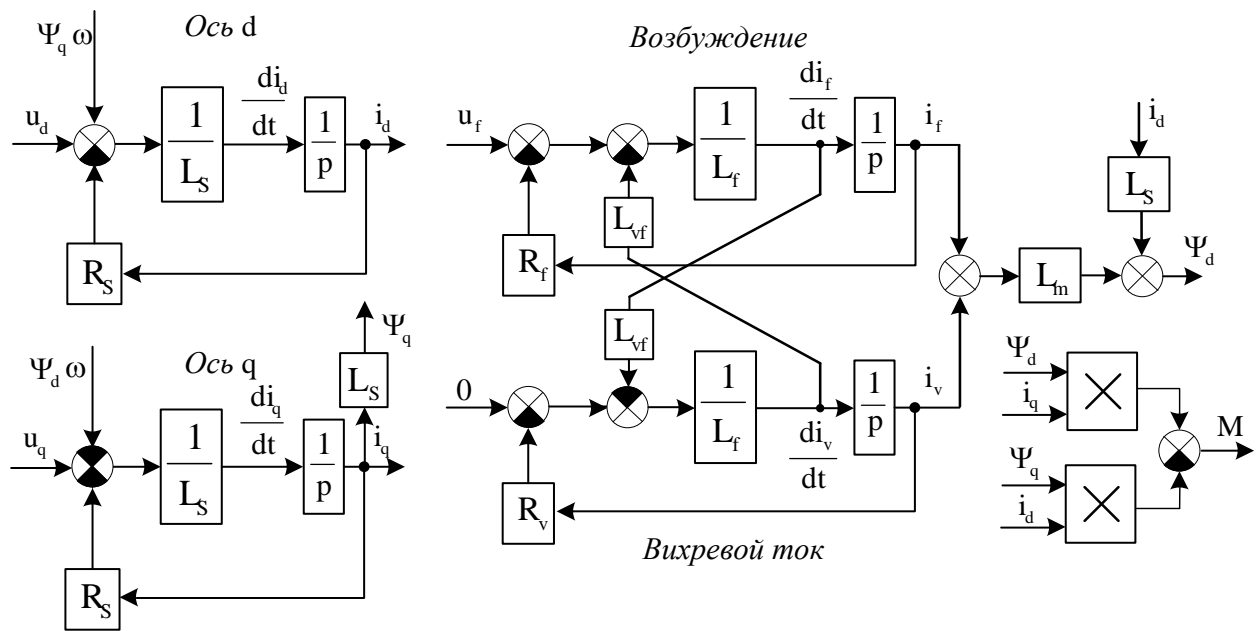 Ось d
Ψq ω
ud
1
LS
did
dt
1
p
id
RS
Ось q
Ψd ω
uq
1
LS
diq
dt
1
p
iq
LS
Ψq
RS
Возбуждение
uf
1
Lf
dif
dt
1
p
if
Lvf
Rf
Lvf
0
1
Lf
div
dt
1
p
iv
Rv
Вихревой ток
id
LS
Lm
Ψd
Ψd
iq
Ψq
id
M